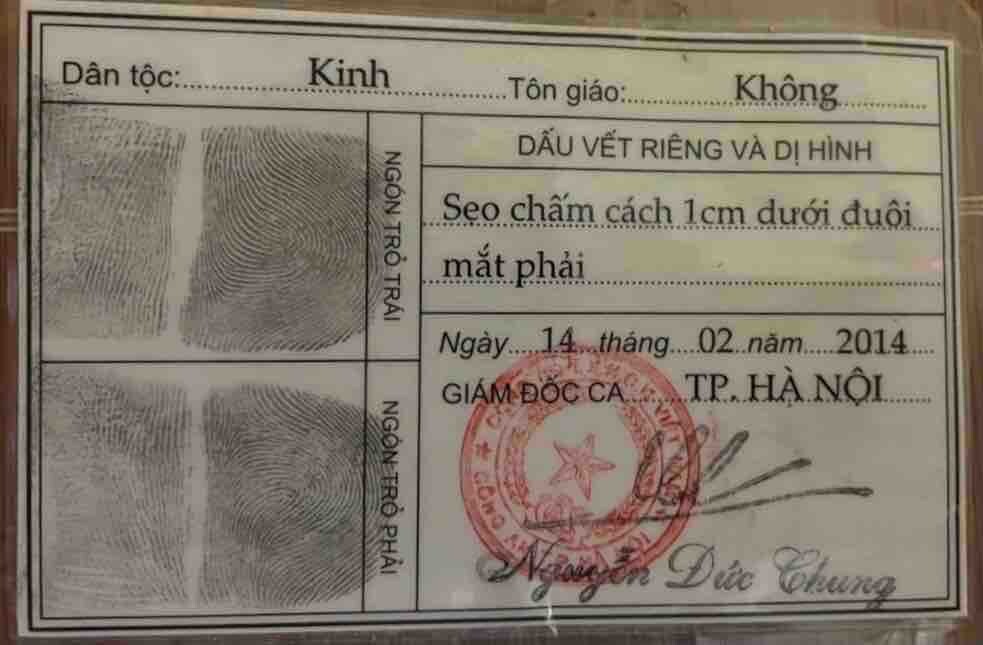 Dân tộc: Kinh Tôn giáo: Không
NGÓN TRỎ TRÁI
DẤU VẾT RIÊNG VÀ DỊ HÌNH
Sẹo chấm cách 1cm dưới đuôi
mắt phải
NGÓN TRỎ PHẢI
Ngày 14 tháng 02 năm 2014
GIÁM ĐỐC CA TP. HÀ NỘI
Nguyễn Đức Chung